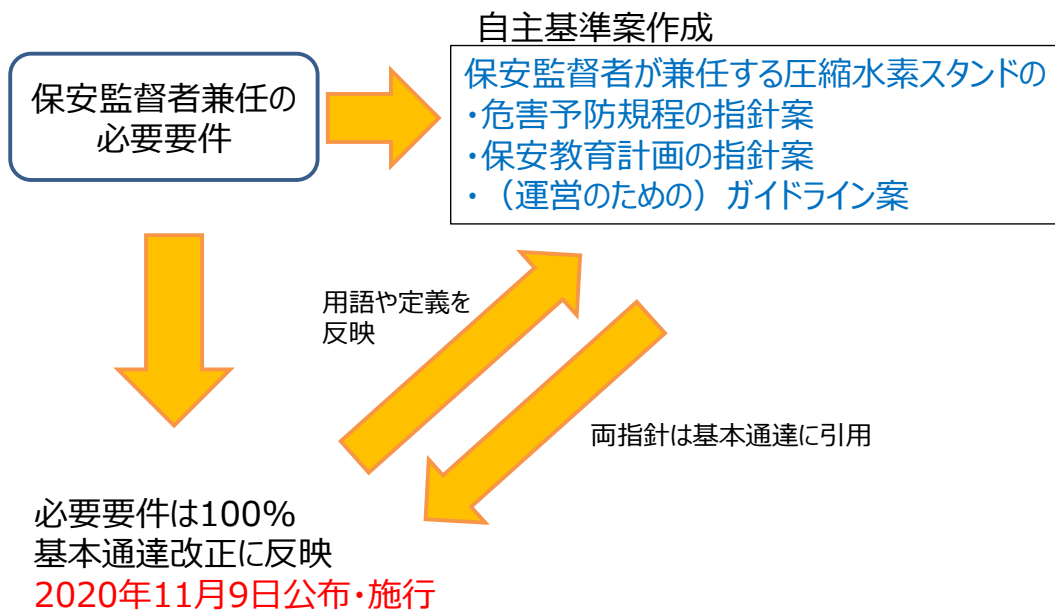 自主基準案作成
保安監督者兼任の
必要要件
保安監督者が兼任する圧縮水素スタンドの
・危害予防規程の指針案
・保安教育計画の指針案
・（運営のための）ガイドライン案
用語や定義を
反映
両指針は基本通達に引用
必要要件は100%
基本通達改正に反映
2020年11月9日公布・施行